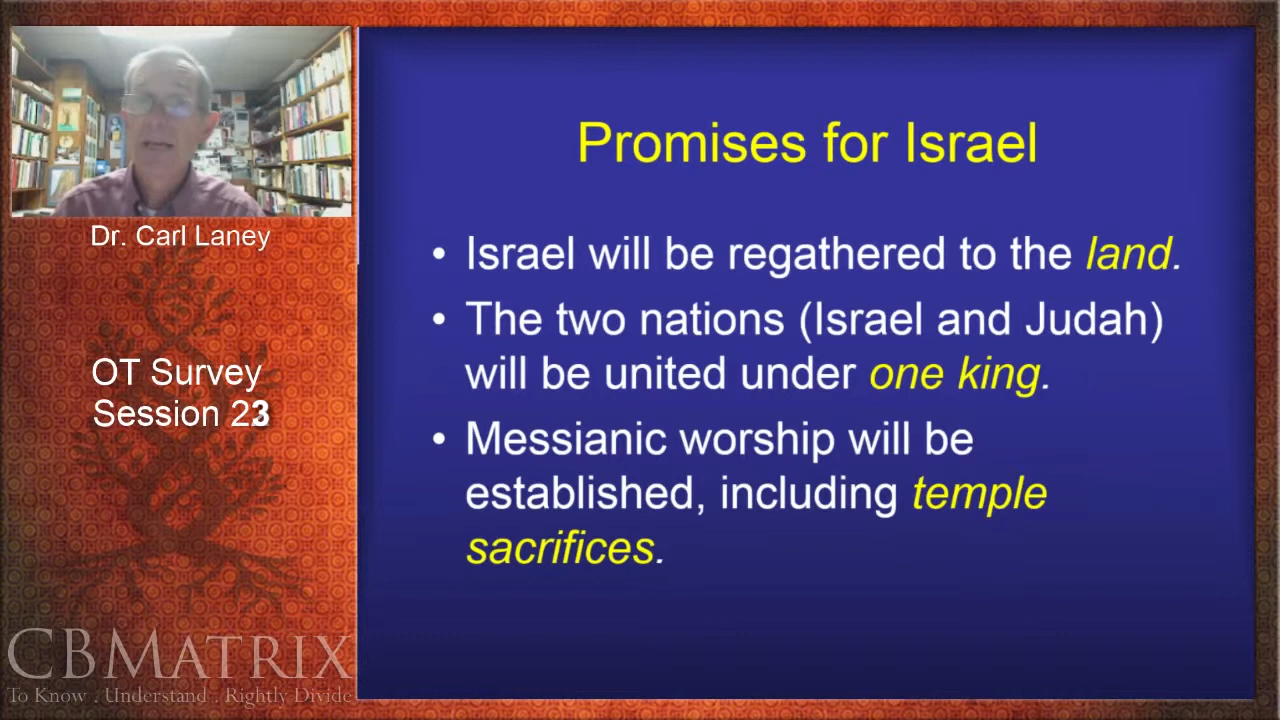 Dr. Carl Laney
OT Survey
Session 23
CBMATRIX
To Know . Understand . Rightly Divide
Promises for Israel
• Israel will be regathered to the land.
• The two nations (Israel and Judah)
will be united under one king.
• Messianic worship will be
established, including temple
sacrifices.